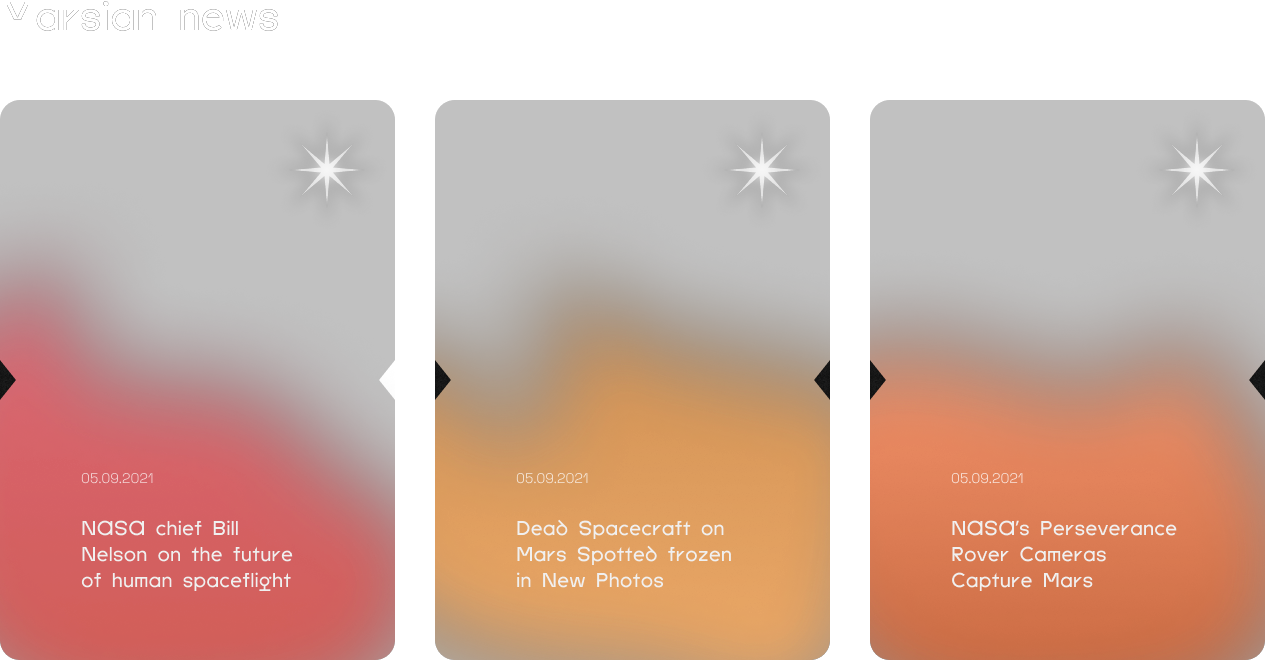 Marsian news
05.09.2021
NASA chief Bill
Nelson on the future
of human spaceflight
05.09.2021
Dead Spacecraft on
Mars Spotted frozen
in New Photos
05.09.2021
NASA's Perseverance
Rover Cameras
Capture Mars